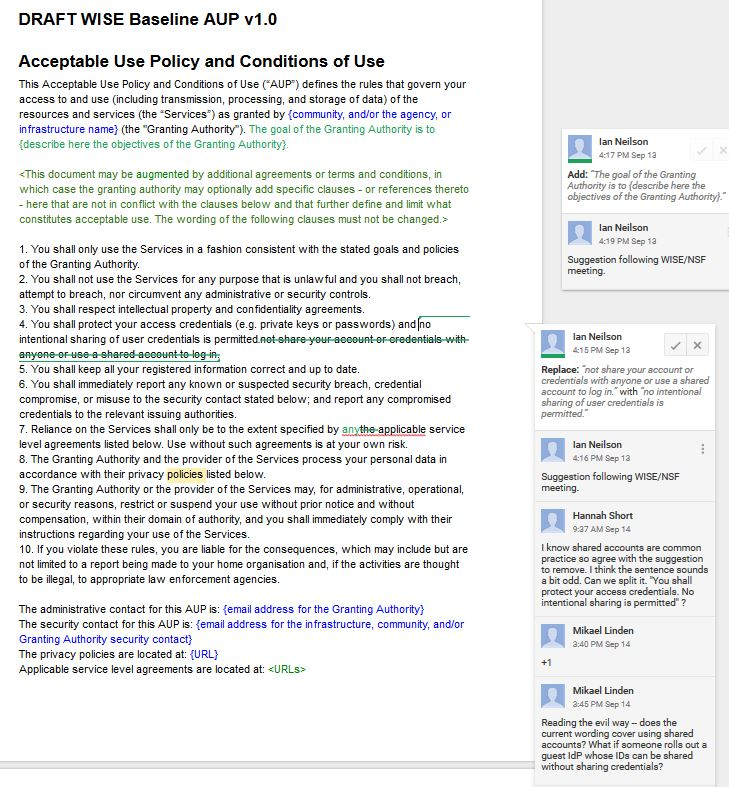 DRAFT WISE Baseline AUP v1.0
Acceptable Use Policy and Conditions of Use
This Acceptable Use Policy and Conditions of Use ("AUP") defines the rules that govern your
access to and use (including transmission, processing, and storage of data) of the
resources and services (the "Services") as granted by {community, and/or the agency, or
infrastructure name} (the "Granting Authority"). The goal of the Granting Authority is to
{describe here the objectives of the Granting Authority}.
<This document may be augmented by additional agreements or terms and conditions, in
which case the granting authority may optionally add specific clauses - or references thereto
- here that are not in conflict with the clauses below and that further define and limit what
constitutes acceptable use. The wording of the following clauses must not be changed.>
1. You shall only use the Services in a fashion consistent with the stated goals and policies
of the Granting Authority.
2. You shall not use the Services for any purpose that is unlawful and you shall not breach,
attempt to breach, nor circumvent any administrative or security controls.
3. You shall respect intellectual property and confidentiality agreements.
4. You shall protect your access credentials (e.g. private keys or passwords) and no
intentional sharing of user credentials is permitted.not share your account or credentials with
anyone or use a shared account to log in.
5. You shall keep all your registered information correct and up to date.
6. You shall immediately report any known or suspected security breach, credential
compromise, or misuse to the security contact stated below; and report any compromised
credentials to the relevant issuing authorities.
7. Reliance on the Services shall only be to the extent specified by anythe applicable service
level agreements listed below. Use without such agreements is at your own risk.
8. The Granting Authority and the provider of the Services process your personal data in
accordance with their privacy policies listed below.
9. The Granting Authority or the provider of the Services may, for administrative, operational,
or security reasons, restrict or suspend your use without prior notice and without
compensation, within their domain of authority, and you shall immediately comply with their
instructions regarding your use of the Services.
10. If you violate these rules, you are liable for the consequences, which may include but are
not limited to a report being made to your home organisation and, if the activities are thought
to be illegal, to appropriate law enforcement agencies.
The administrative contact for this AUP is: {email address for the Granting Authority}
The security contact for this AUP is: {email address for the infrastructure, community, and/or
Granting Authority security contact}
The privacy policies are located at: {URL}
Applicable service level agreements are located at: <URLs>
Ian Neilson
4:17 PM Sep 13
Add: "The goal of the Granting
Authority is to {describe here the
objectives of the Granting Authority}."
Ian Neilson
4:19 PM Sep 13
Suggestion following WISE/NSF
meeting.
Ian Neilson
4:15 PM Sep 13
Replace: "not share your account or
credentials with anyone or use a shared
account to log in." with "no intentional
sharing of user credentials is
permitted."
Ian Neilson
4:16 PM Sep 13
Suggestion following WISE/NSF
meeting.
Hannah Short
9:37 AM Sep 14
I know shared accounts are common
practice so agree with the suggestion
to remove. I think the sentence sounds
a bit odd. Can we split it. "You shall
protect your access credentials. No
intentional sharing is permitted" ?
Mikael Linden
3:40 PM Sep 14
+1
Mikael Linden
3:45 PM Sep 14
Reading the evil way -- does the
current wording cover using shared
accounts? What if someone rolls out a
guest IdP whose IDs can be shared
without sharing credentials?